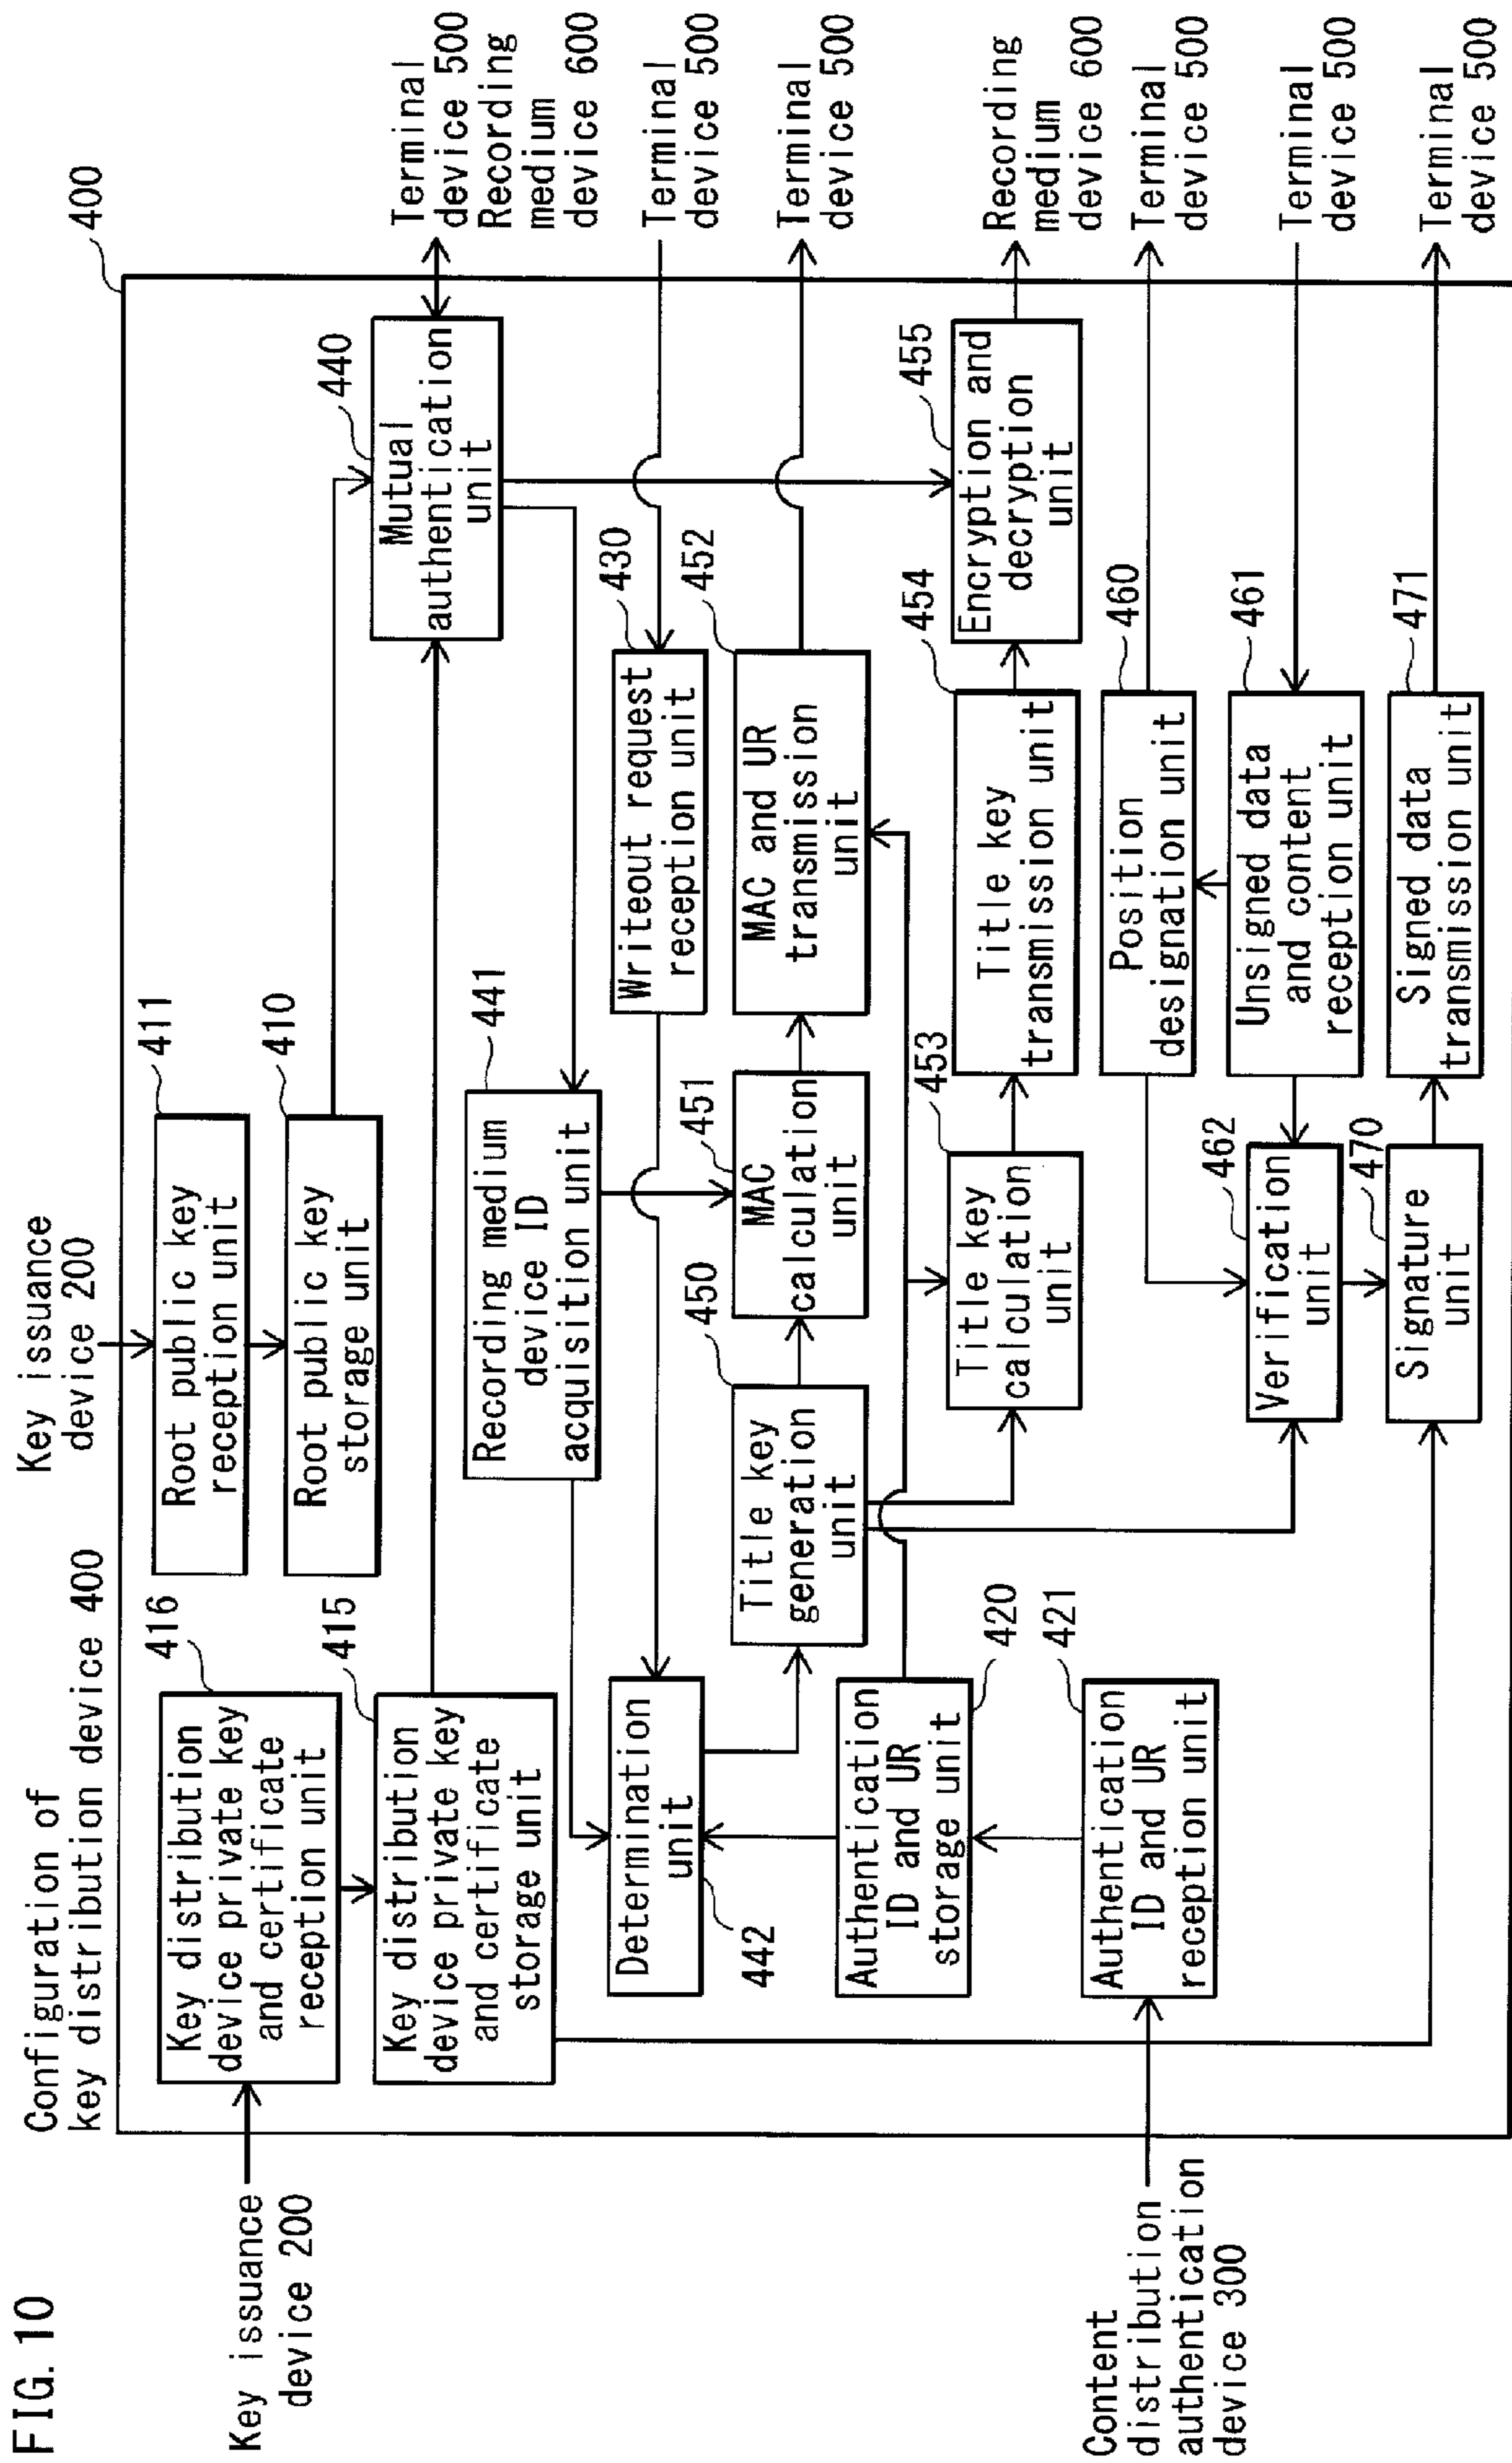 FIG. 10
Configuration of
key distribution device 400
Key issuance
device 200
400
Key issuance
device 200
416
Key distribution
device private key
and certificate
reception unit
415
Key distribution
device private key
and certificate
storage unit
411
Root public key
reception unit
410
Root public key
storage unit
440
Mutual
authentication
unit
Terminal
device 500
Recording
medium
device 600
441
Recording medium
device ID
acquisition unit
430
Writeout request
reception unit
Terminal
device 500
Determination
unit
442
450
Title key
generation
unit
451
MAC
calculation
unit
452
MAC and UR
transmission
unit
Terminal
device 500
420
Authentication
ID and UR
storage unit
453
Title key
calculation
unit
454
Title key
transmission unit
455
Encryption and
decryption
unit
Recording
medium
device 600
Content
distribution
authentication
device 300
421
Authentication
ID and UR
reception unit
460
Position
designation unit
Terminal
device 500
462
Verification
unit
461
Unsigned data
and content
reception unit
Terminal
device 500
470
Signature
unit
471
Signed data
transmission unit
Terminal
device 500